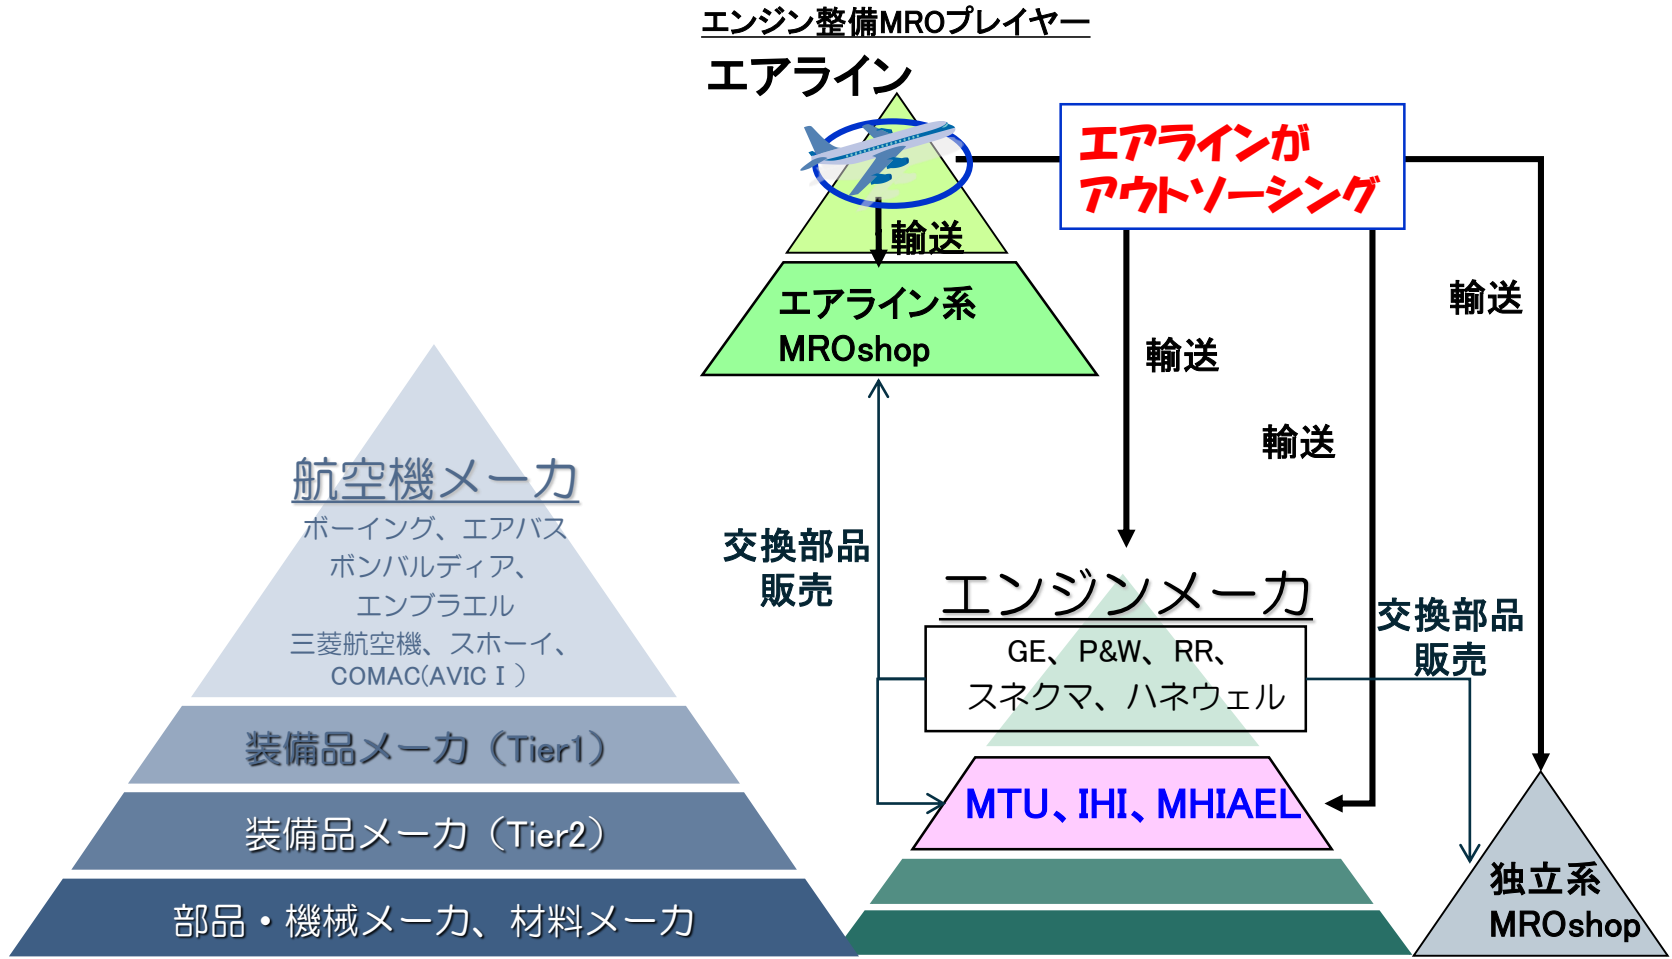 エンジン整備MROプレイヤー
エアライン
エアラインが
アウトソーシング
輸送
エアライン系
MROshop
輸送
輸送
輸送
航空機メーカ
ボーイング、エアバス
ボンバルディア、
エンブラエル
三菱航空機、スホーイ、
COMAC(AVICⅠ)
装備品メーカ（Tier1）
装備品メーカ（Tier2）
部品・機械メーカ、材料メーカ
交換部品
販売
エンジンメーカ
GE、P&W、RR、
スネクマ、ハネウェル
交換部品
販売
MTU、IHI、MHIAEL
独立系
MROshop